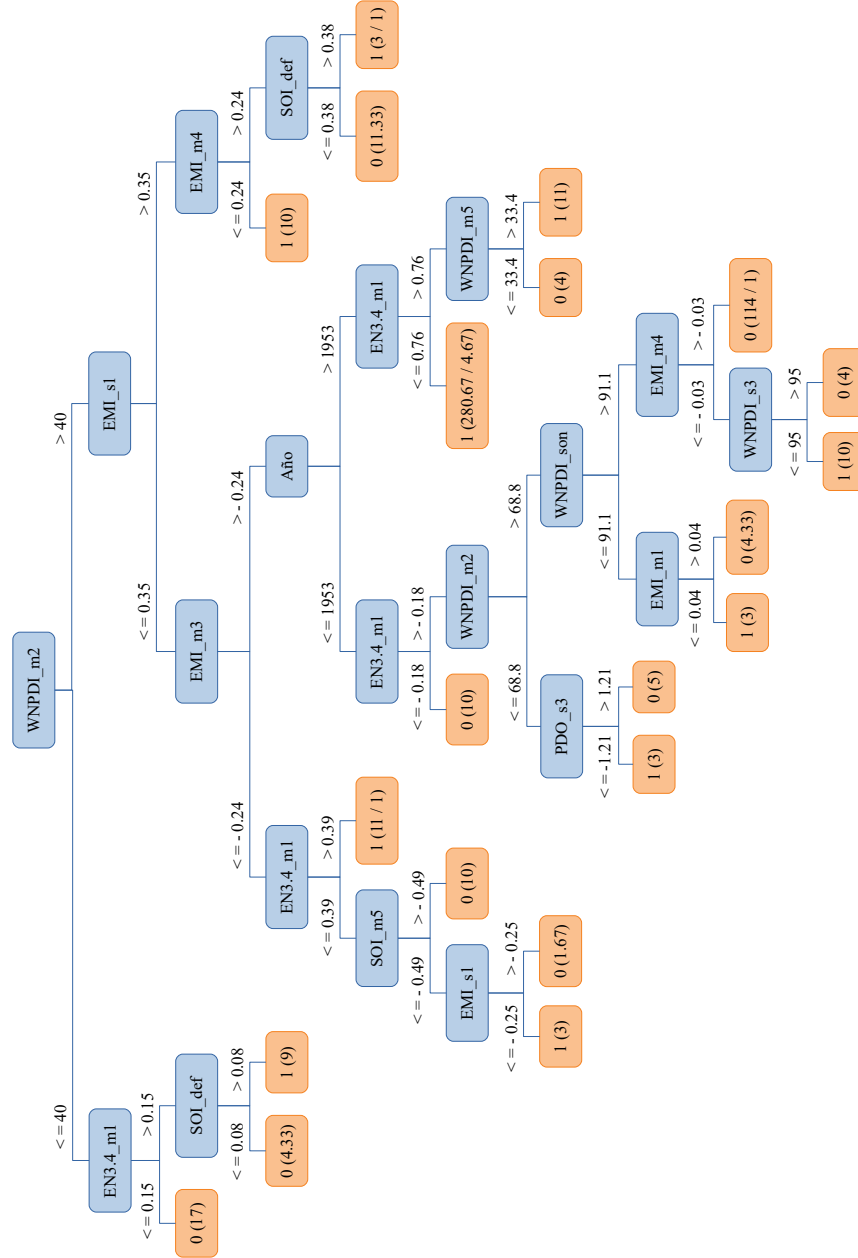 WNPDI_m2
<=40
> 40
EN3.4_m1
EMI_s1
<=0.15
> 0.15
<=0.35
> 0.35
0 (17)
SOI_def
EMI_m3
EMI_m4
<=0.08
> 0.08
<= - 0.24
>- 0.24
<= 0.24
> 0.24
0 (4.33)
1 (9)
EN3.4_m1
Año
1 (10)
SOI_def
<=0.39
> 0.39
<= 1953
> 1953
<=0.38
> 0.38
SOI_m5
1 (11 / 1)
EN3.4_m1
EN3.4_m1
0 (11.33)
1 (3 / 1)
<= - 0.49
>- 0.49
<=- 0.18
>- 0.18
<=0.76
> 0.76
EMI_s1
0 (10)
0 (10)
WNPDI_m2
1 (280.67 / 4.67)
WNPDI_m5
<=- 0.25
>- 0.25
<= 68.8
> 68.8
<= 33.4
> 33.4
1 (3)
0 (1.67)
PDO_s3
WNPDI_son
0 (4)
1 (11)
<=-1.21
> 1.21
<=91.1
> 91.1
1 (3)
0 (5)
EMI_m1
EMI_m4
<= 0.04
> 0.04
<=- 0.03
> - 0.03
1 (3)
0 (4.33)
WNPDI_s3
0 (114 / 1)
<= 95
> 95
1 (10)
0 (4)